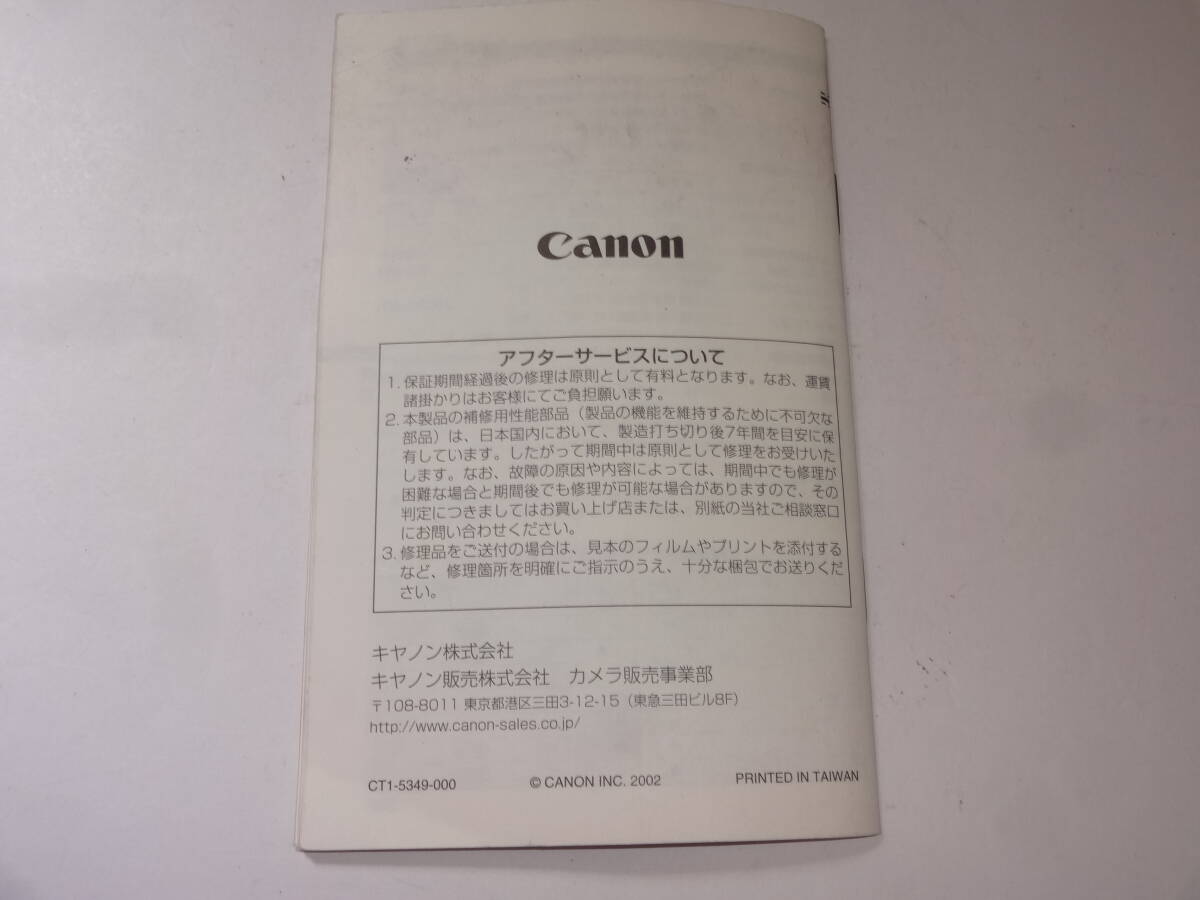 Canon
アフターサービスについて
1. 保証期間経過後の修理は原則として有料となります。なお、運賃
諸掛かりはお客様にてご負担願います。
2. 本製品の補修用性能部品（製品の機能を維持するために不可欠な
部品）は、日本国内において、製造打ち切り後7年間を目安に保
有しています。したがって期間中は原則として修理をお受けいた
します。なお、故障の原因や内容によっては、期間中でも修理が
困難な場合と期間後でも修理が可能な場合がありますので、その
判定につきましてはお買い上げ店または、別紙の当社ご相談窓口
にお問い合わせください。
3. 修理品をご送付の場合は、見本のフィルムやプリントを添付する
など、修理箇所を明確にご指示のうえ、十分な梱包でお送りくだ
さい。
キヤノン株式会社
キヤノン販売株式会社　カメラ販売事業部
〒108-8011 東京都港区三田3-12-15（東急三田ビル8F）
http://www.canon-sales.co.jp/
CT1-5349-000 © CANON INC. 2002 PRINTED IN TAIWAN